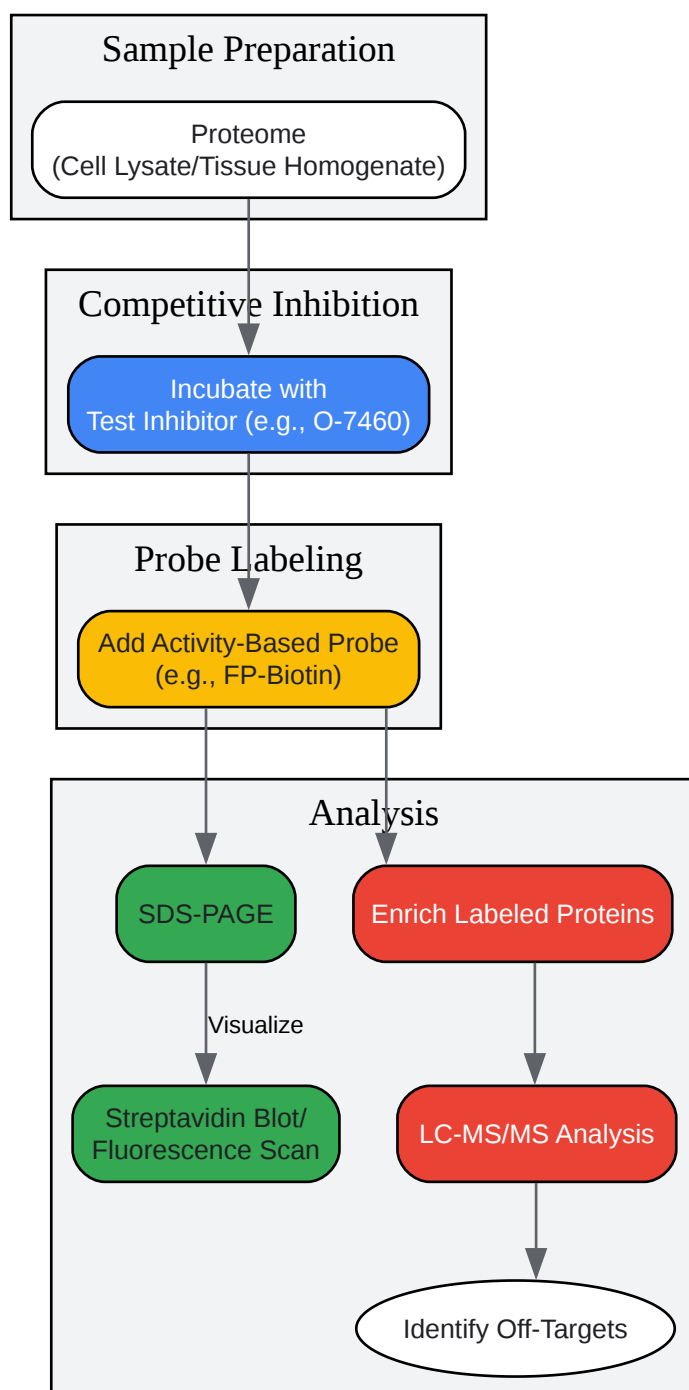 Sample Preparation
Proteome
(Cell Lysate/Tissue Homogenate)
Competitive Inhibition
Incubate with
Test Inhibitor (e.g., O-7460)
Probe Labeling
Add Activity-Based Probe
(e.g., FP-Biotin)
Analysis
SDS-PAGE
Enrich Labeled Proteins
Visualize
Streptavidin Blot/
Fluorescence Scan
LC-MS/MS Analysis
Identify Off-Targets